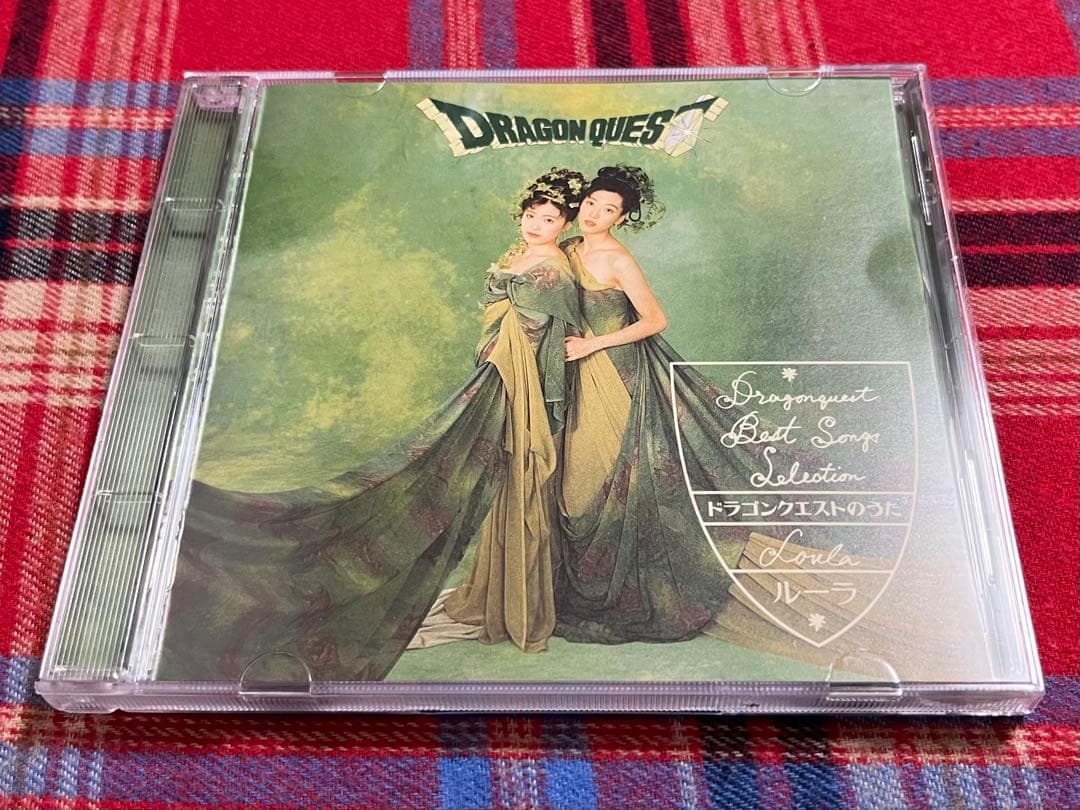 DRAGON QUEST
Dragonquest
Best Songs
Selection
ドラゴンクエストのうた
Loula
ルーラ